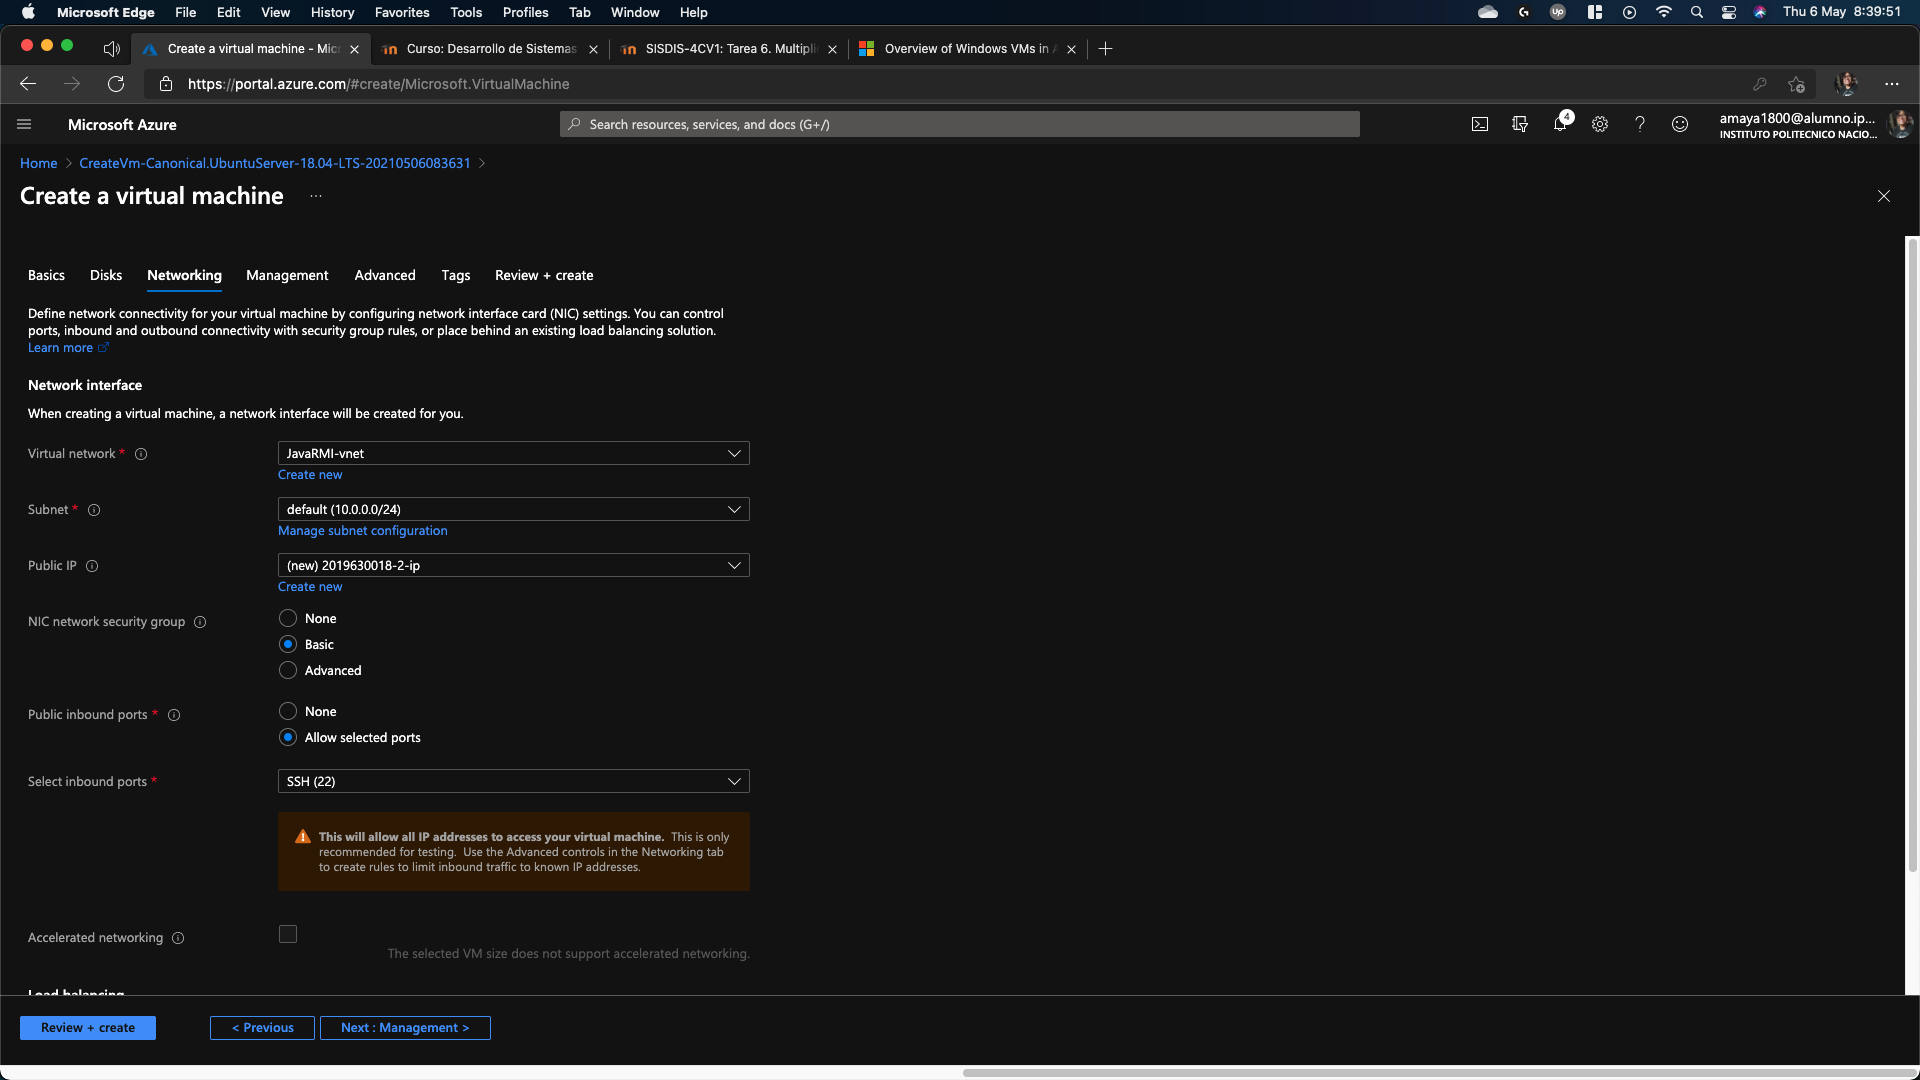 Microsoft Edge File Edit View History Favorites Tools Profiles Tab Window Help
Thu 6 May 8:39:51
Create a virtual machine - Mic
Curso: Desarrollo de Sistemas
SISDIS-4CV1: Tarea 6. Multipli
Overview of Windows VMs in A
https://portal.azure.com/#create/Microsoft.VirtualMachine
Microsoft Azure
Search resources, services, and docs (G+/)
4
amaya1800@alumno.ip...
INSTITUTO POLITECNICO NACIO...
Home > CreateVm-Canonical.UbuntuServer-18.04-LTS-20210506083631 >
Create a virtual machine ...
Basics Disks Networking Management Advanced Tags Review + create
Define network connectivity for your virtual machine by configuring network interface card (NIC) settings. You can control
ports, inbound and outbound connectivity with security group rules, or place behind an existing load balancing solution.
Learn more
Network interface
When creating a virtual machine, a network interface will be created for you.
Virtual network *
JavaRMI-vnet
Create new
Subnet *
default (10.0.0.0/24)
Manage subnet configuration
Public IP
(new) 2019630018-2-ip
Create new
NIC network security group
None
Basic
Advanced
Public inbound ports *
None
Allow selected ports
Select inbound ports *
SSH (22)
This will allow all IP addresses to access your virtual machine. This is only
recommended for testing. Use the Advanced controls in the Networking tab
to create rules to limit inbound traffic to known IP addresses.
Accelerated networking
The selected VM size does not support accelerated networking.
Load balancing
Review + create
< Previous
Next : Management >